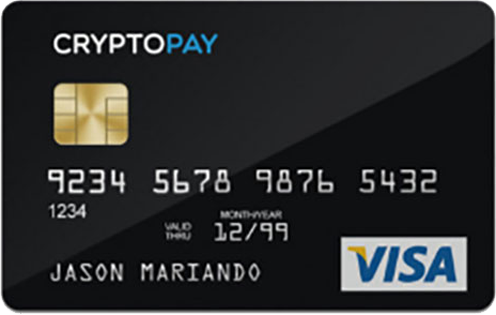 CRYPTOPAY
9234 5678 9876 5432
1234
MONTH/YEAR
VALID THRU 12/99
JASON MARIANDO
VISA